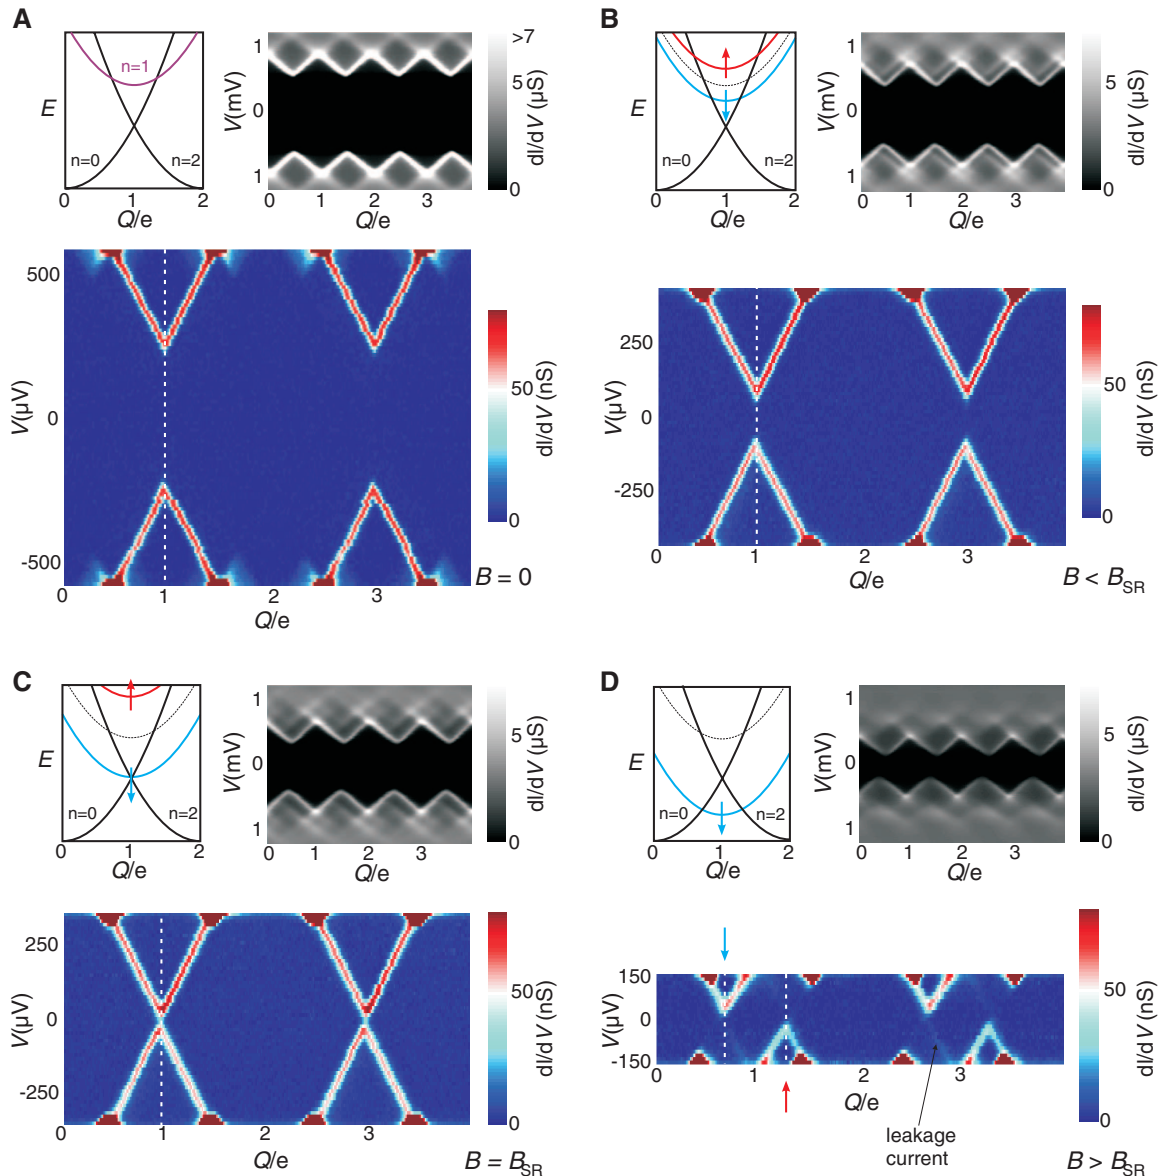 A
n=1
E
n=0
n=2
0
1
2
Q/e
1
0
1
V(mV)
0
1
2
3
Q/e
>7
5
0
dI/dV (µS)
500
250
0
-250
-500
V(µV)
0
1
2
3
Q/e
50
0
dI/dV (nS)
B = 0
B
E
n=0
n=2
0
1
2
Q/e
1
0
1
V(mV)
0
1
2
3
Q/e
5
0
dI/dV (µS)
250
0
-250
V(µV)
0
1
2
3
Q/e
50
0
dI/dV (nS)
B < BSR
C
E
n=0
n=2
0
1
2
Q/e
1
0
1
V(mV)
0
1
2
3
Q/e
5
0
dI/dV (µS)
250
0
-250
V(µV)
0
1
2
3
Q/e
50
0
dI/dV (nS)
B = BSR
D
E
n=0
n=2
0
1
2
Q/e
1
0
1
V(mV)
0
1
2
3
Q/e
5
0
dI/dV (µS)
150
0
-150
V(µV)
0
1
2
3
Q/e
leakage
current
50
0
dI/dV (nS)
B > BSR